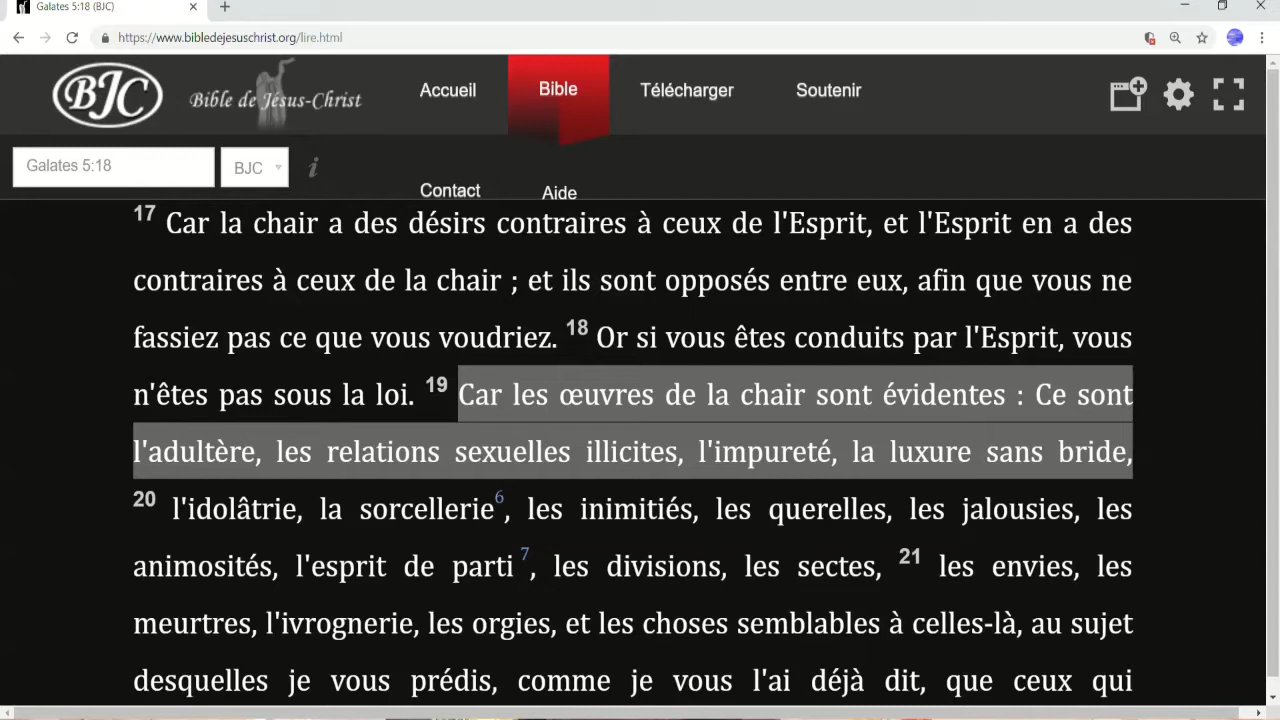 Galates 5:18 (BJC)
https://www.bibledejesuschrist.org/lire.html
BJC Bible de Jésus-Christ Accueil Bible Télécharger Soutenir
Galates 5:18 BJC i Contact Aide
17 Car la chair a des désirs contraires à ceux de l'Esprit, et l'Esprit en a des
contraires à ceux de la chair ; et ils sont opposés entre eux, afin que vous ne
fassiez pas ce que vous voudriez. 18 Or si vous êtes conduits par l'Esprit, vous
n'êtes pas sous la loi. 19 Car les œuvres de la chair sont évidentes : Ce sont
l'adultère, les relations sexuelles illicites, l'impureté, la luxure sans bride,
20 l'idolâtrie, la sorcellerie6, les inimitiés, les querelles, les jalousies, les
animosités, l'esprit de parti 7, les divisions, les sectes, 21 les envies, les
meurtres, l'ivrognerie, les orgies, et les choses semblables à celles-là, au sujet
desquelles je vous prédis, comme je vous l'ai déjà dit, que ceux qui